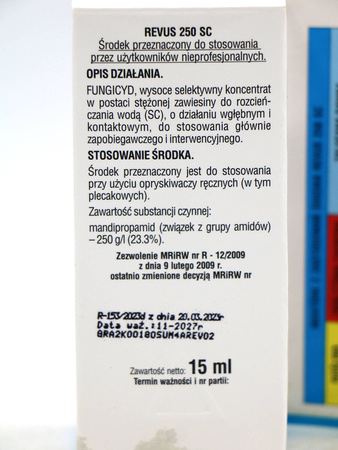 REVUS 250 SC
Środek przeznaczony do stosowania
przez użytkowników nieprofesjonalnych.
OPIS DZIAŁANIA.
FUNGICYD, wysoce selektywny koncentrat
w postaci stężonej zawiesiny do rozcień-
czania wodą (SC), o działaniu wgłębnym i
kontaktowym, do stosowania głównie
zapobiegawczego i interwencyjnego.
STOSOWANIE ŚRODKA.
Środek przeznaczony jest do stosowania
przy użyciu opryskiwaczy ręcznych (w tym
plecakowych).
Zawartość substancji czynnej:
mandipropamid (związek z grupy amidów)
– 250 g/l (23.3%).
Zezwolenie MRiRW nr R - 12/2009
z dnia 9 lutego 2009 r.
ostatnio zmienione decyzją MRiRW nr
R-153/2023d z dnia 20.03.2023r
Data waż.:11-2027r
GRA2K00180SUM4AREV02
Zawartość netto: 15 ml
Termin ważności i nr partii: